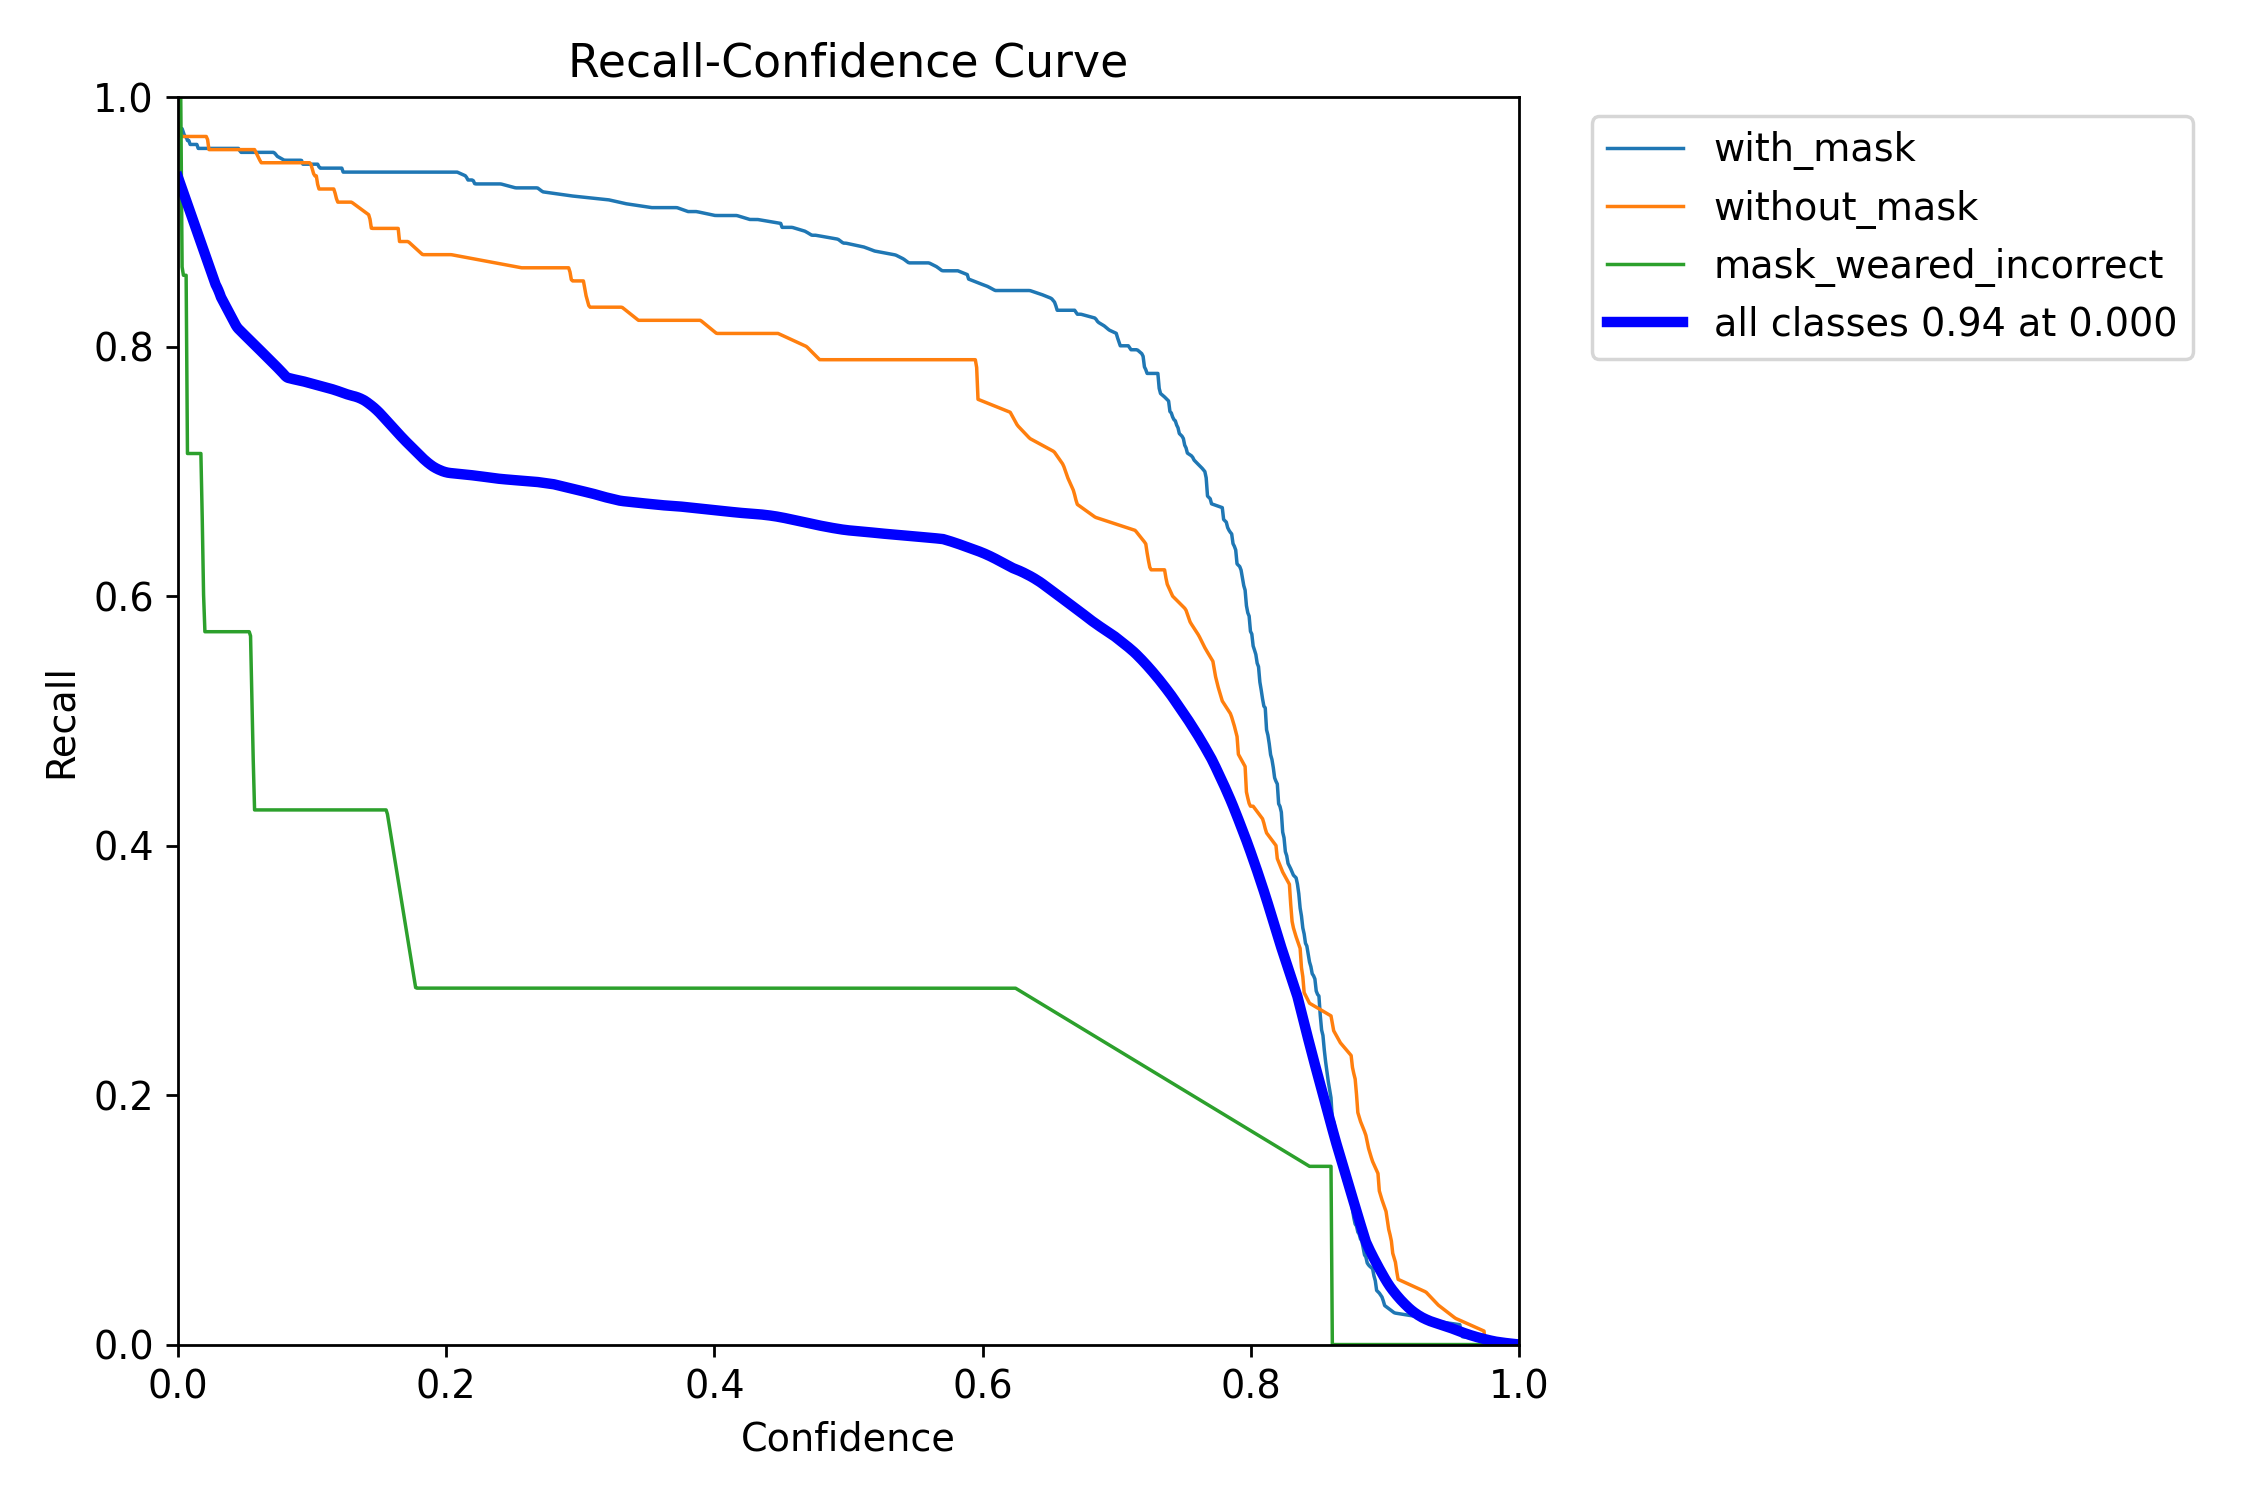 Recall-Confidence Curve
1.0
0.8
0.6
0.4
0.2
0.0
Recall
0.0 0.2 0.4 0.6 0.8 1.0
Confidence
with_mask
without_mask
mask_weared_incorrect
all classes 0.94 at 0.000